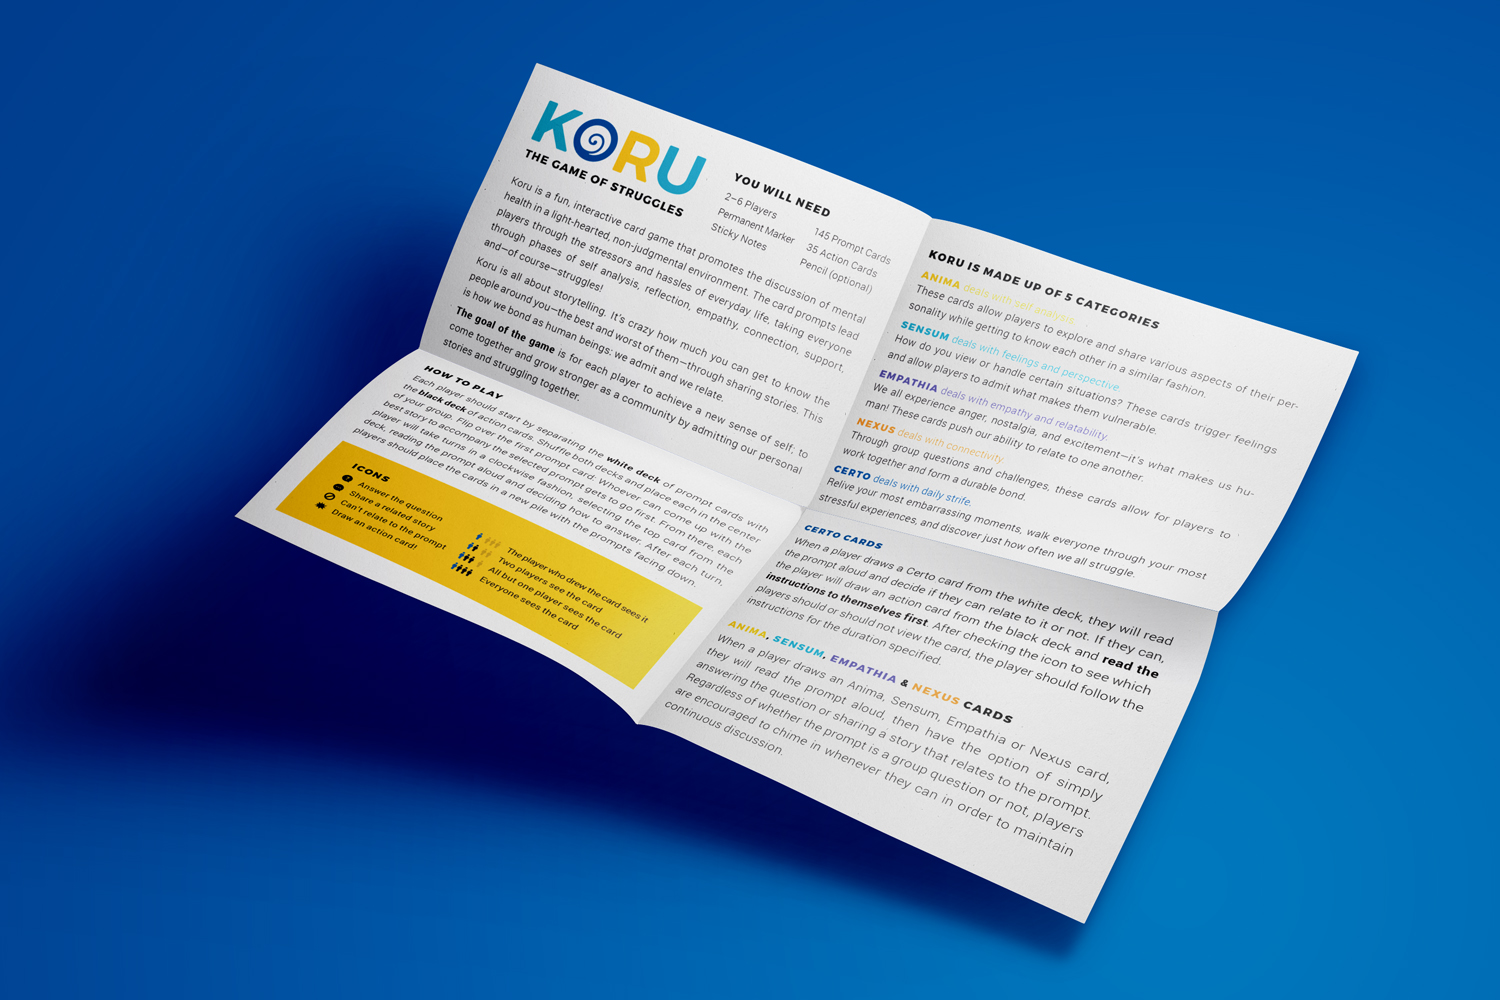 KORU
THE GAME OF STRUGGLES
YOU WILL NEED
2–6 Players
Permanent Marker
Sticky Notes
145 Prompt Cards
35 Action Cards
Pencil (optional)
Koru is a fun, interactive card game that promotes the discussion of mental
health in a light-hearted, non-judgmental environment. The card prompts lead
players through the stressors and hassles of everyday life, taking everyone
through phases of self analysis, reflection, empathy, connection, support,
and—of course—struggles!
Koru is all about storytelling. It's crazy how much you can get to know the
people around you—the best and worst of them—through sharing stories. This
is how we bond as human beings: we admit and we relate.
The goal of the game is for each player to achieve a new sense of self; to
come together and grow stronger as a community by admitting our personal
stories and struggling together.
HOW TO PLAY
Each player should start by separating the white deck of prompt cards with
the black deck of action cards. Shuffle both decks and place each in the center
of your group. Flip over the first prompt card. Whoever can come up with the
best story to accompany the selected prompt gets to go first. From there, each
player will take turns in a clockwise fashion, selecting the top card from the
deck, reading the prompt aloud and deciding how to answer. After each turn,
players should place the cards in a new pile with the prompts facing down.
ICONS
Answer the question
Share a related story
Can't relate to the prompt
Draw an action card!
The player who drew the card sees it
Two players see the card
All but one player sees the card
Everyone sees the card
KORU IS MADE UP OF 5 CATEGORIES
ANIMA deals with self analysis.
These cards allow players to explore and share various aspects of their per-
sonality while getting to know each other in a similar fashion.
SENSUM deals with feelings and perspective.
How do you view or handle certain situations? These cards trigger feelings
and allow players to admit what makes them vulnerable.
EMPATHIA deals with empathy and relatability.
We all experience anger, nostalgia, and excitement—it's what makes us hu-
man! These cards push our ability to relate to one another.
NEXUS deals with connectivity.
Through group questions and challenges, these cards allow for players to
work together and form a durable bond.
CERTO deals with daily strife.
Relive your most embarrassing moments, walk everyone through your most
stressful experiences, and discover just how often we all struggle.
CERTO CARDS
When a player draws a Certo card from the white deck, they will read
the prompt aloud and decide if they can relate to it or not. If they can,
the player will draw an action card from the black deck and read the
instructions to themselves first. After checking the icon to see which
players should or should not view the card, the player should follow the
instructions for the duration specified.
ANIMA, SENSUM, EMPATHIA & NEXUS CARDS
When a player draws an Anima, Sensum, Empathia or Nexus card,
they will read the prompt aloud, then have the option of simply
answering the question or sharing a story that relates to the prompt.
Regardless of whether the prompt is a group question or not, players
are encouraged to chime in whenever they can in order to maintain
continuous discussion.